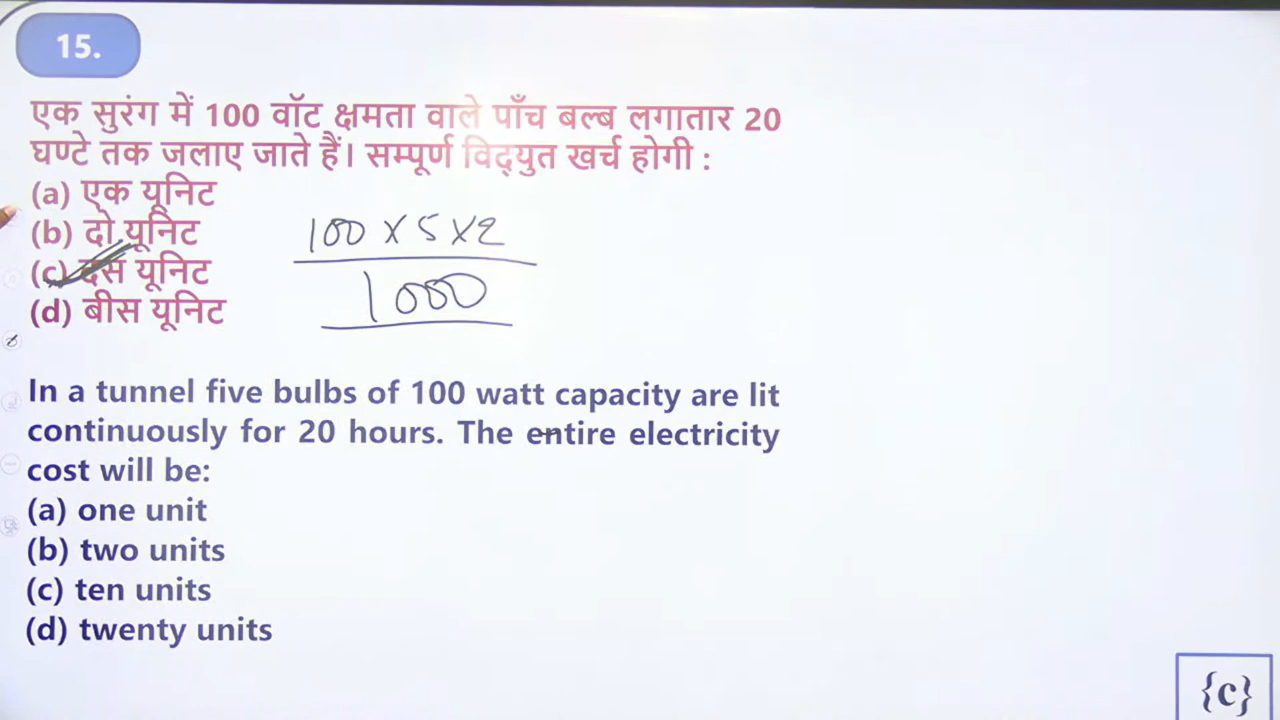 15.
एक सुरंग में 100 वॉट क्षमता वाले पाँच बल्ब लगातार 20
घण्टे तक जलाए जाते हैं। सम्पूर्ण विद्युत खर्च होगी :
(a) एक यूनिट
(b) दो यूनिट
100 X 5 X 2
(c) दस यूनिट
1000
(d) बीस यूनिट
In a tunnel five bulbs of 100 watt capacity are lit
continuously for 20 hours. The entire electricity
cost will be:
(a) one unit
(b) two units
(c) ten units
(d) twenty units
{c}